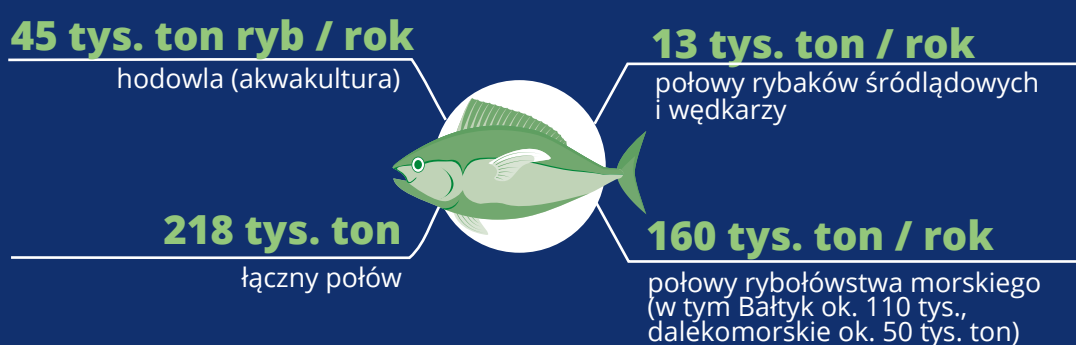 45 tys. ton ryb / rok
hodowla (akwakultura)
13 tys. ton / rok
połowy rybaków śródlądowych
i wędkarzy
218 tys. ton
łączny połów
160 tys. ton / rok
połowy rybołówstwa morskiego
(w tym Bałtyk ok. 110 tys.,
dalekomorskie ok. 50 tys. ton)